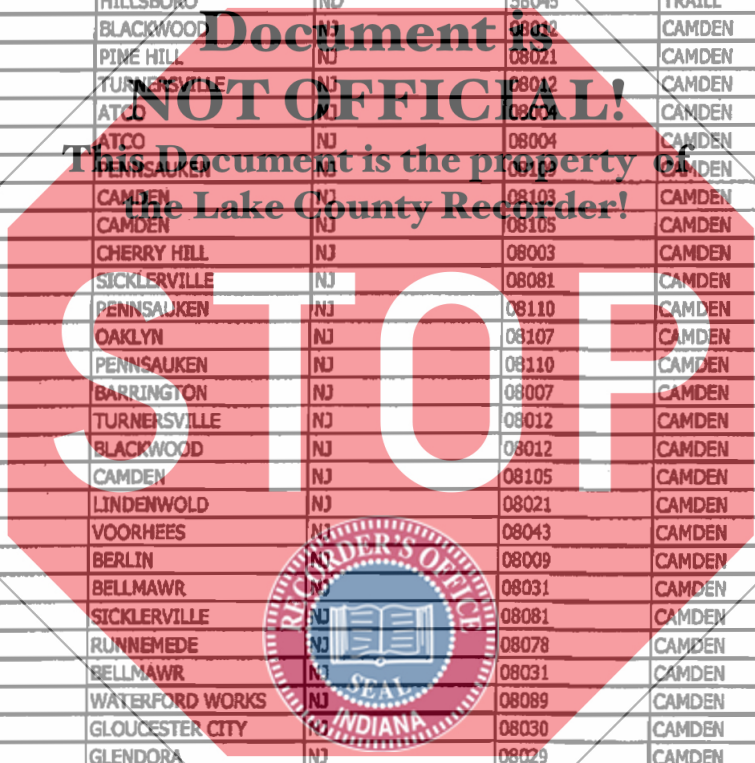 HILLSBORO ND 58045 TRAILL
BLACKWOOD NJ 08012 CAMDEN
PINE HILL NJ 08021 CAMDEN
TURNERSVILLE NJ 08012 CAMDEN
ATCO NJ 08004 CAMDEN
ATCO NJ 08004 CAMDEN
PENNSAUKEN CAMDEN
CAMDEN NJ 08103 CAMDEN
CAMDEN NJ 08105 CAMDEN
CHERRY HILL NJ 08003 CAMDEN
SICKLERVILLE NJ 08081 CAMDEN
PENNSAUKEN NJ 08110 CAMDEN
OAKLYN NJ 08107 CAMDEN
PENNSAUKEN NJ 08110 CAMDEN
BARRINGTON NJ 08007 CAMDEN
TURNERSVILLE NJ 08012 CAMDEN
BLACKWOOD NJ 08012 CAMDEN
CAMDEN NJ 08105 CAMDEN
LINDENWOLD NJ 08021 CAMDEN
VOORHEES NJ 08043 CAMDEN
BERLIN NJ 08009 CAMDEN
BELLMAWR NJ 08031 CAMDEN
SICKLERVILLE NJ 08081 CAMDEN
RUNNEMEDE NJ 08078 CAMDEN
BELLMAWR NJ 08031 CAMDEN
WATERFORD WORKS NJ 08089 CAMDEN
GLOUCESTER CITY NJ 08030 CAMDEN
GLENDORA NJ 08029 CAMDEN
Document is
NOT OFFICIAL!
This Document is the property of
the Lake County Recorder!
STOP
RECORDER'S OFFICE
SEAL
INDIANA